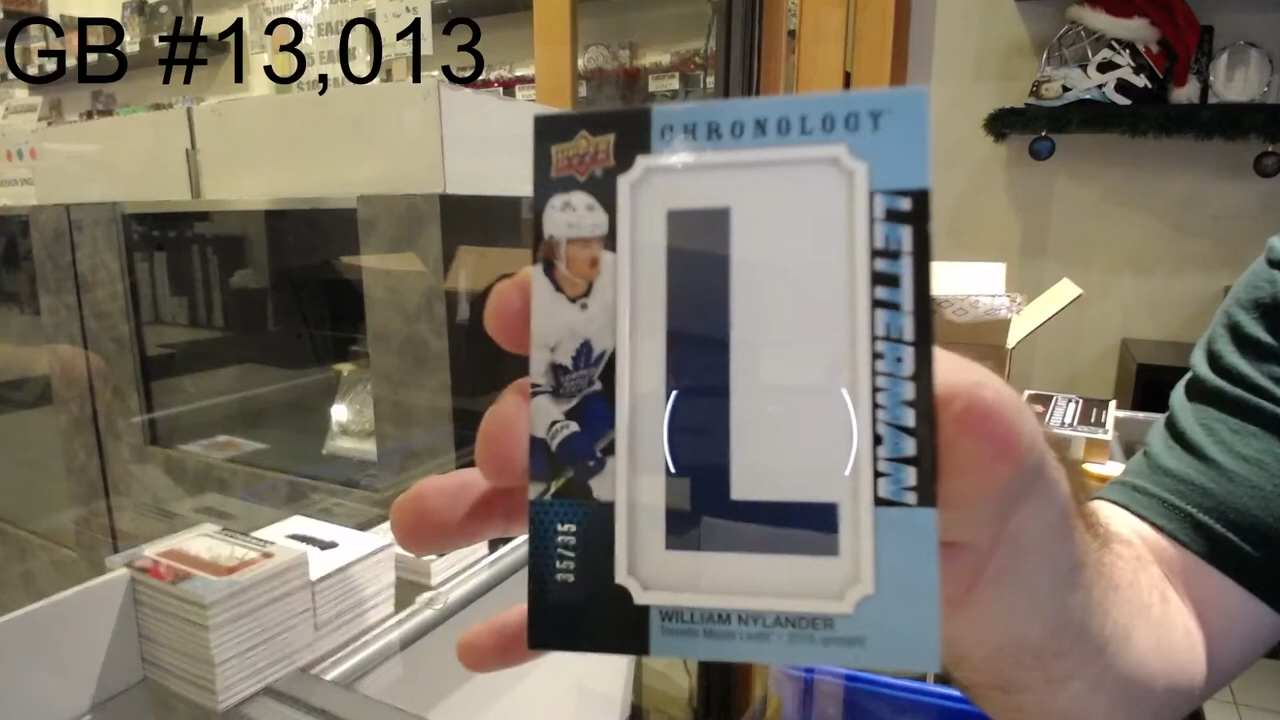 GB #13,013
CHRONOLOGY
LETTERMAN
L
35/35
WILLIAM NYLANDER
Toronto Maple Leafs